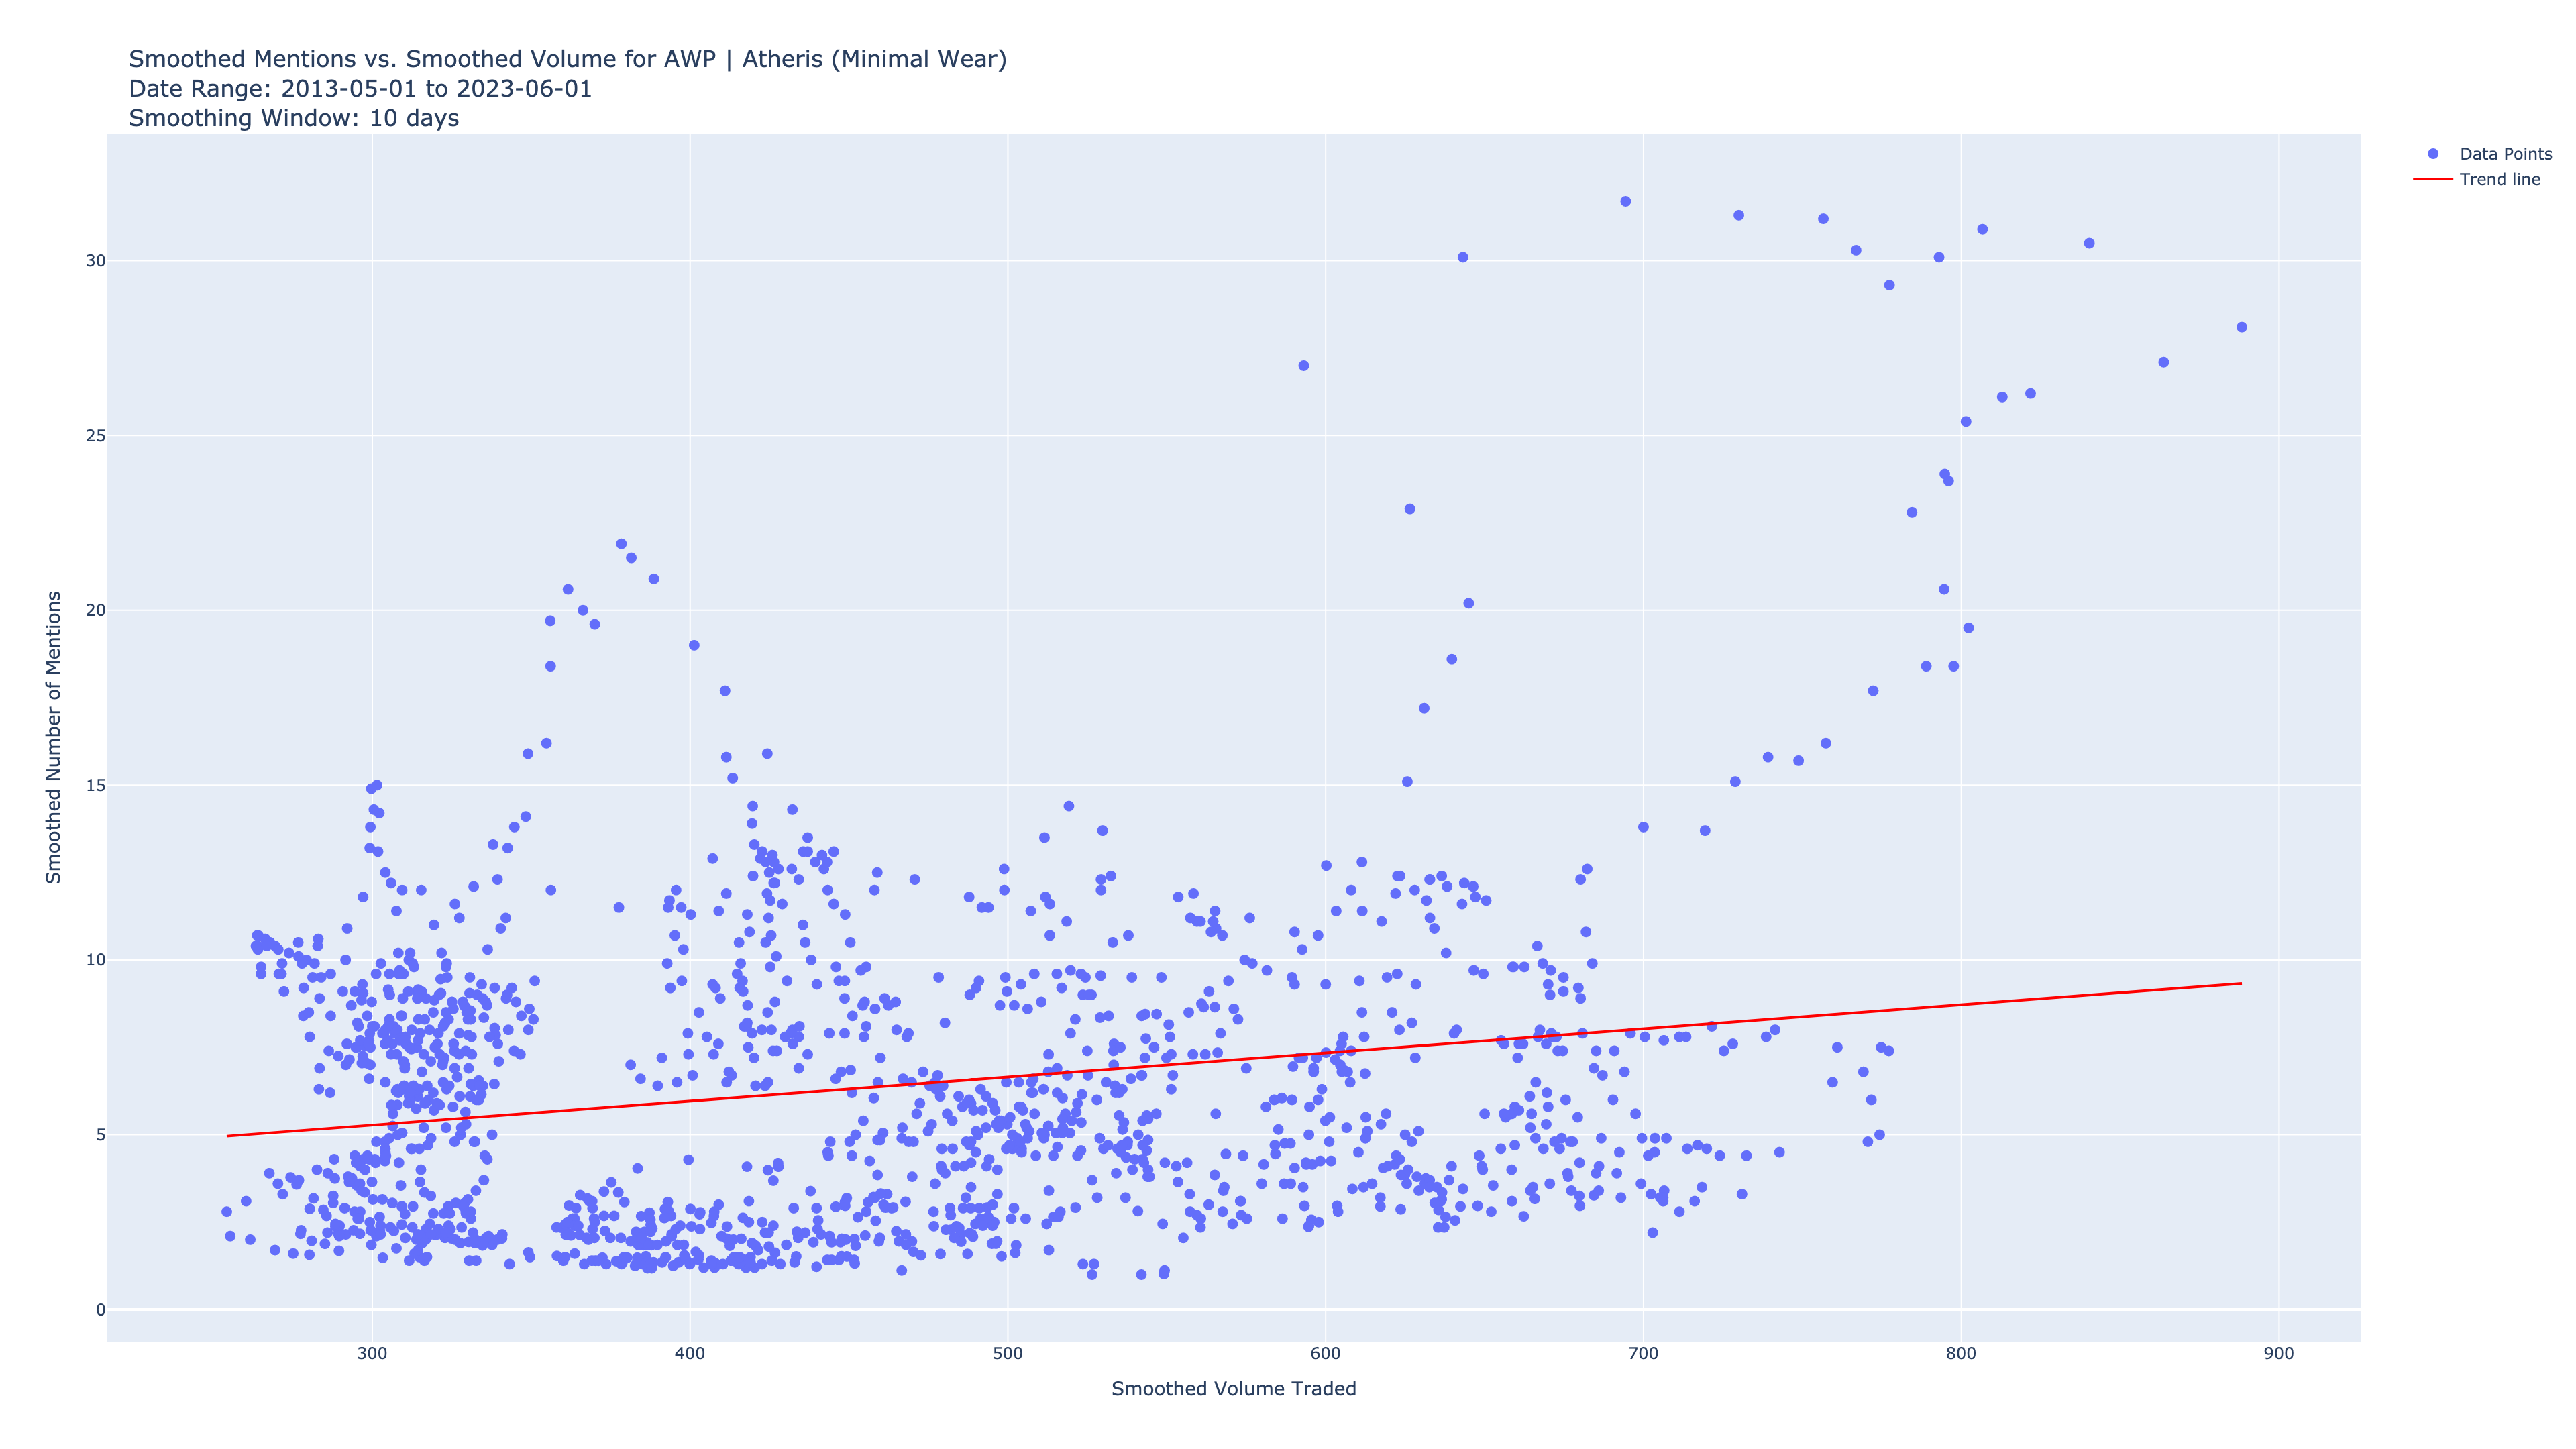 Smoothed Mentions vs. Smoothed Volume for AWP | Atheris (Minimal Wear)
Date Range: 2013-05-01 to 2023-06-01
Smoothing Window: 10 days
Data Points
Trend line
30
25
20
15
10
5
0
Smoothed Number of Mentions
300
400
500
600
700
800
900
Smoothed Volume Traded